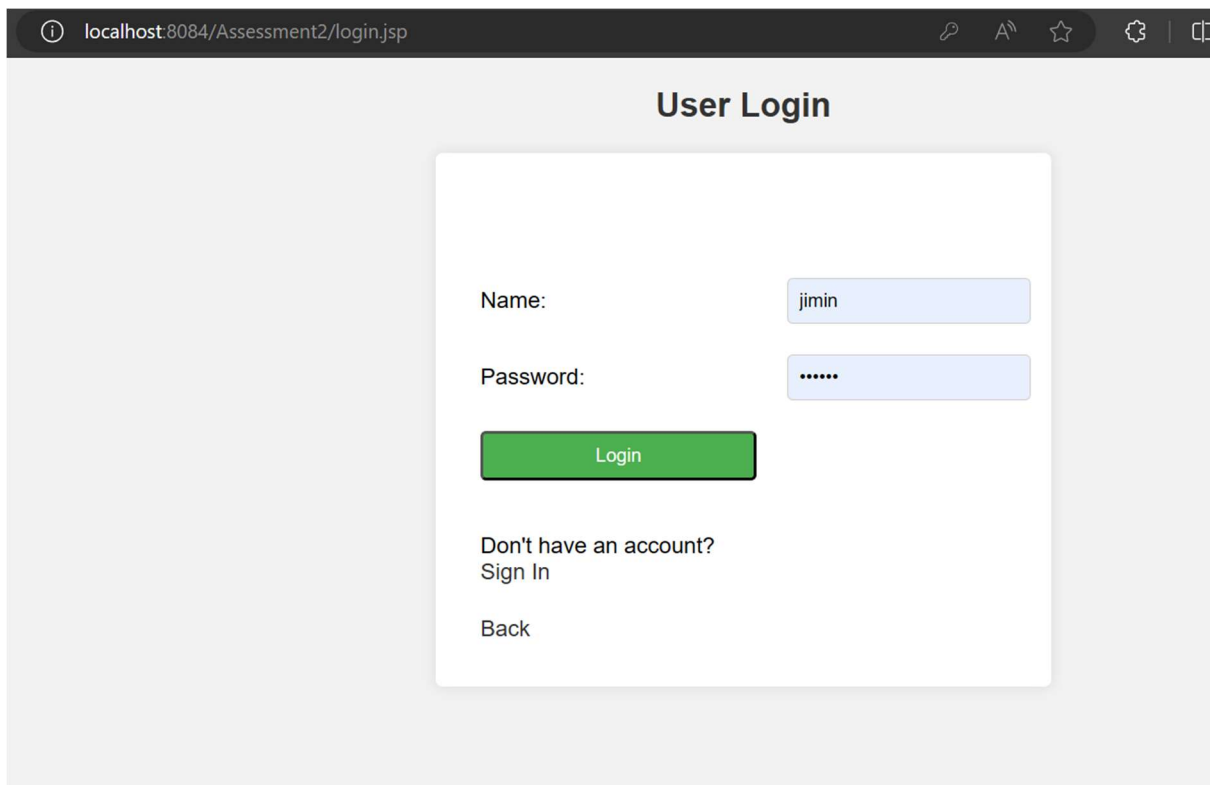 localhost:8084/Assessment2/login.jsp
User Login
Name: jimin
Password: ••••••
Login
Don't have an account?
Sign In
Back